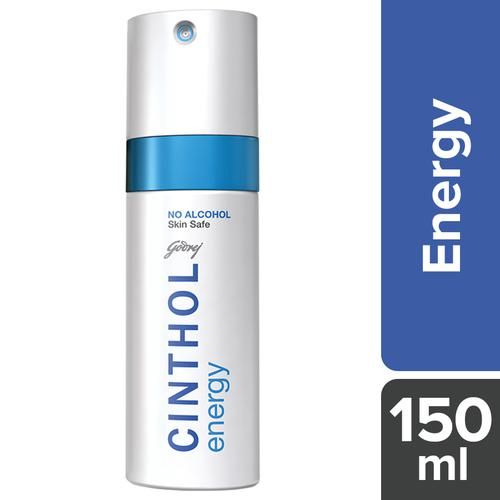 NO ALCOHOL
Skin Safe
Godrej
CINTHOL
energy
Energy
150
ml